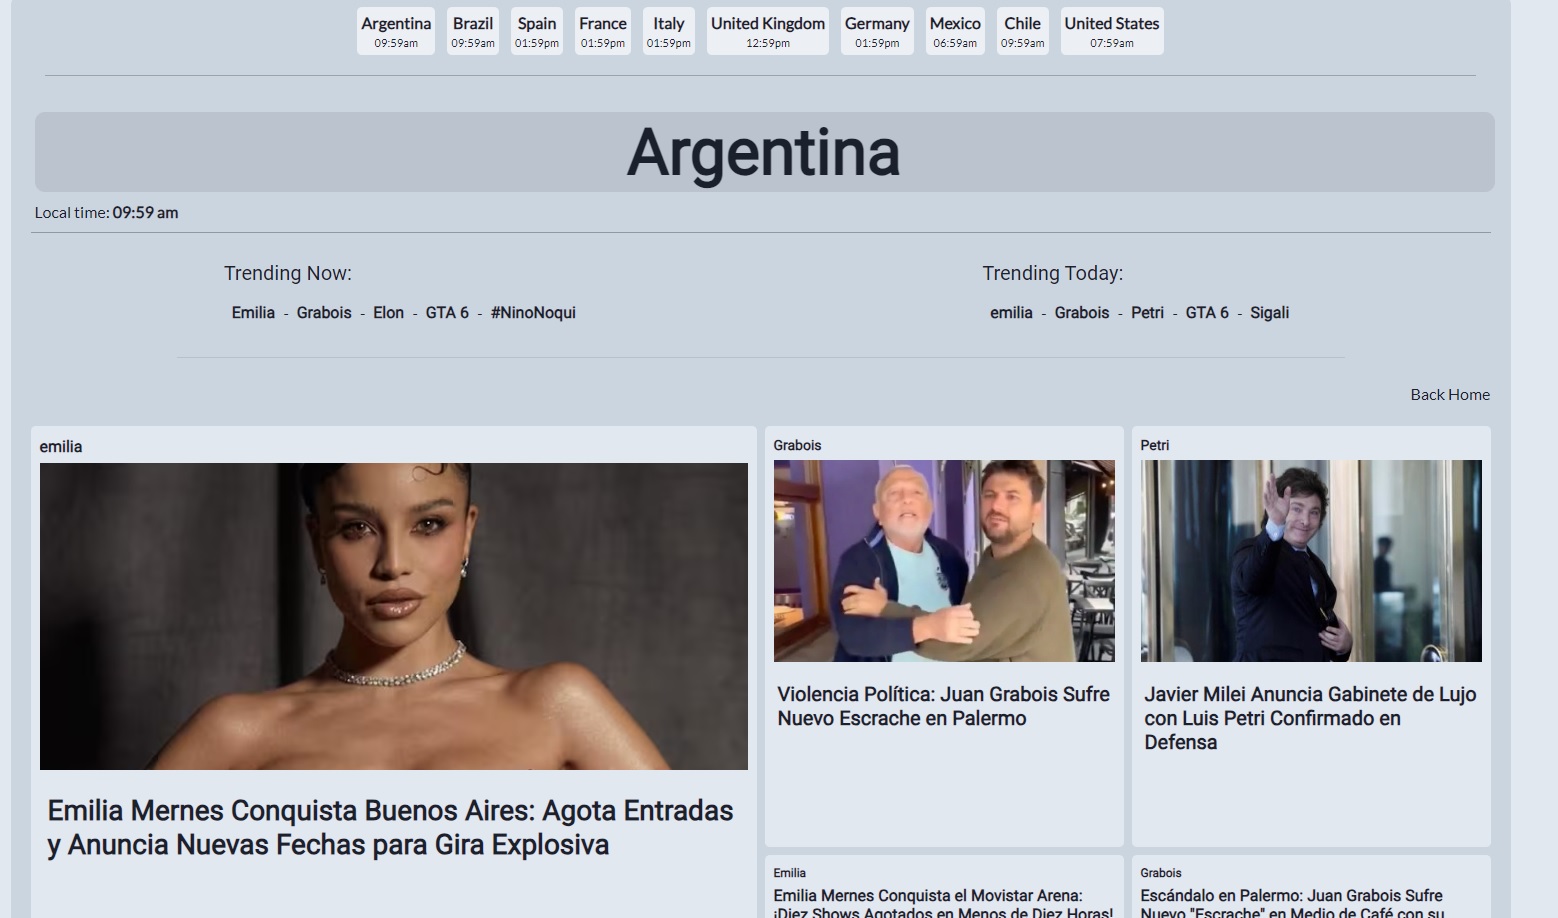 Argentina
09:59am
Brazil
09:59am
Spain
01:59pm
France
01:59pm
Italy
01:59pm
United Kingdom
12:59pm
Germany
01:59pm
Mexico
06:59am
Chile
09:59am
United States
07:59am
Argentina
Local time: 09:59 am
Trending Now:
Emilia - Grabois - Elon - GTA 6 - #NinoNoqui
Trending Today:
emilia - Grabois - Petri - GTA 6 - Sigali
Back Home
emilia
Emilia Mernes Conquista Buenos Aires: Agota Entradas
y Anuncia Nuevas Fechas para Gira Explosiva
Grabois
Violencia Política: Juan Grabois Sufre
Nuevo Escrache en Palermo
Petri
Javier Milei Anuncia Gabinete de Lujo
con Luis Petri Confirmado en
Defensa
Emilia
Emilia Mernes Conquista el Movistar Arena:
¡Diez Shows Agotados en Menos de Diez Horas!
Grabois
Escándalo en Palermo: Juan Grabois Sufre
Nuevo "Escrache" en Medio de Café con su